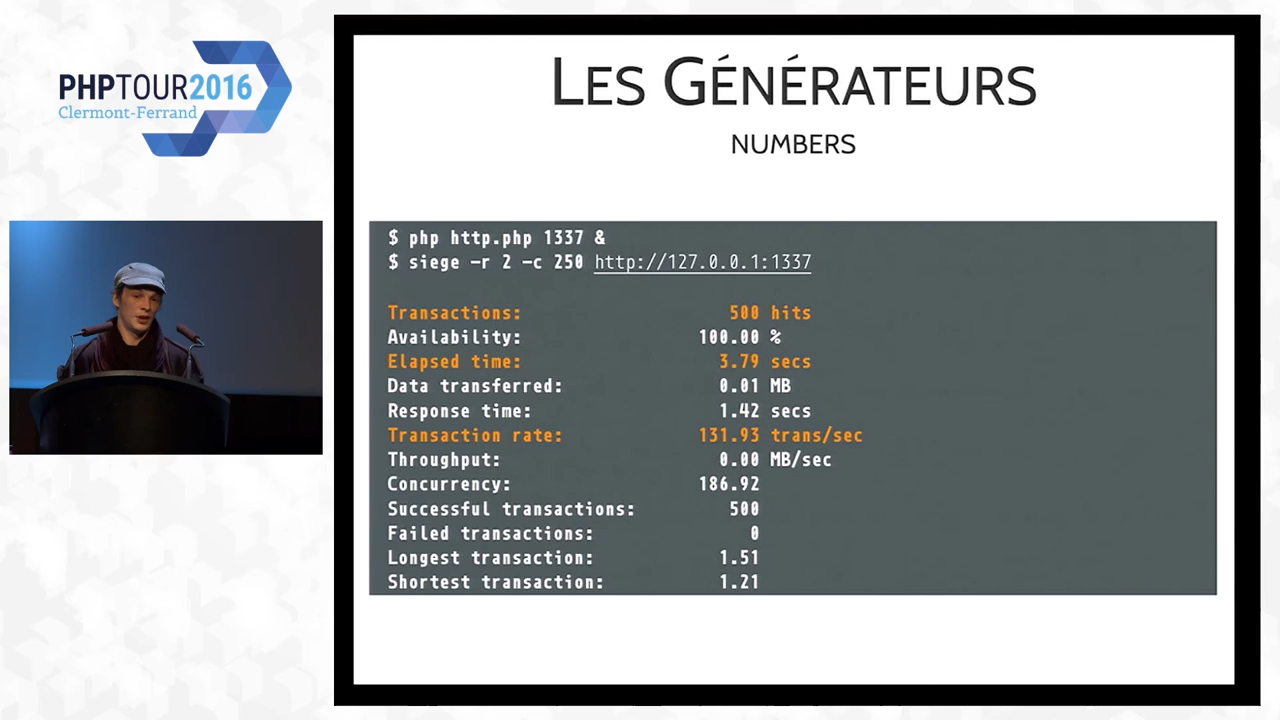 PHPTOUR2016
Clermont-Ferrand
LES GÉNÉRATEURS
NUMBERS
$ php http.php 1337 &
$ siege -r 2 -c 250 http://127.0.0.1:1337
Transactions: 500 hits
Availability: 100.00 %
Elapsed time: 3.79 secs
Data transferred: 0.01 MB
Response time: 1.42 secs
Transaction rate: 131.93 trans/sec
Throughput: 0.00 MB/sec
Concurrency: 186.92
Successful transactions: 500
Failed transactions: 0
Longest transaction: 1.51
Shortest transaction: 1.21